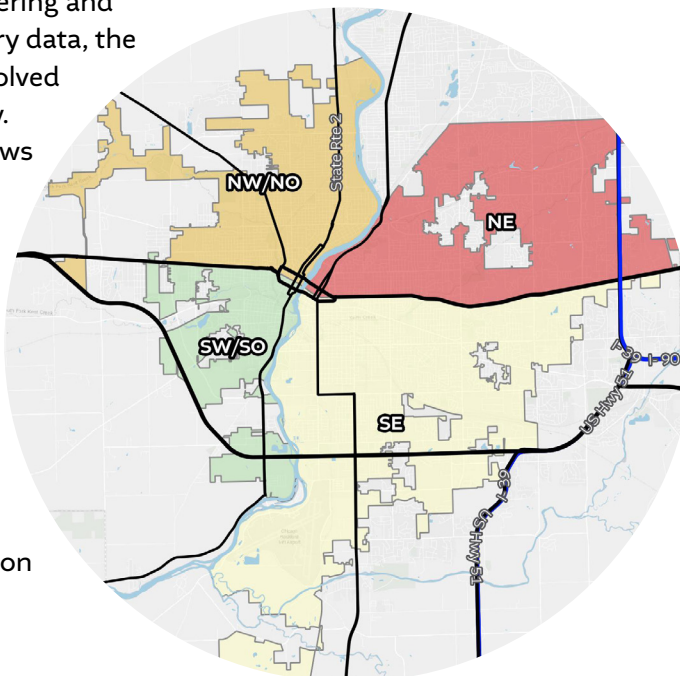 ering and
ry data, the
olved
y.
ws
on
State Rte 2
NW/NO
NE
SW/SO
SE
I-90
US Hwy 51
I-39
US Hwy 51